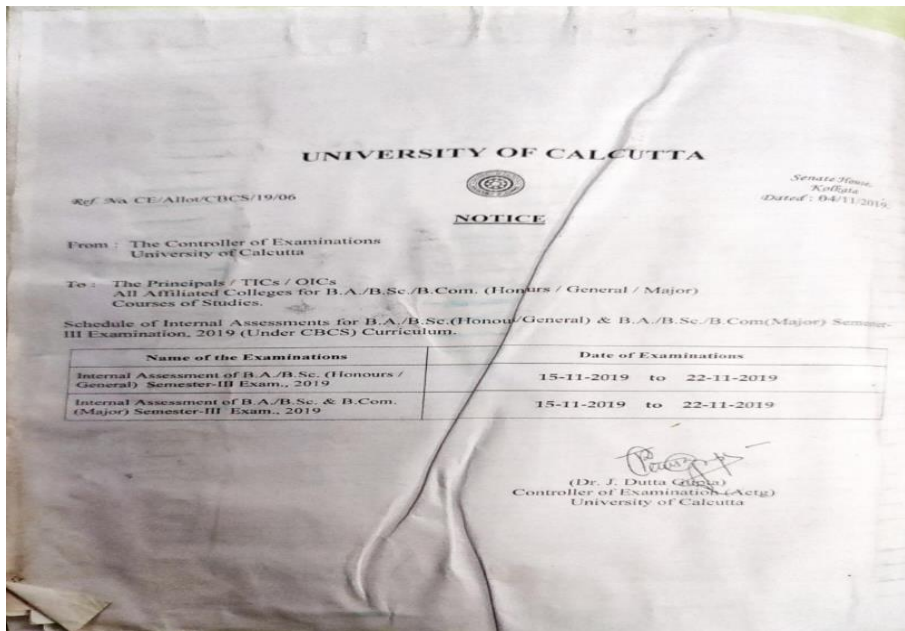 UNIVERSITY OF CALCUTTA
Ref. No. CE/Allot/CBCS/19/06
Senate House,
Kolkata
Dated : 04/11/2019.
NOTICE
From : The Controller of Examinations
University of Calcutta
To : The Principals / TICs / OICs
All Affiliated Colleges for B.A./B.Sc./B.Com. (Honurs / General / Major)
Courses of Studies.
Schedule of Internal Assessments for B.A./B.Sc.(Honour/General) & B.A./B.Sc./B.Com(Major) Semester-
III Examination, 2019 (Under CBCS) Curriculum.
Name of the Examinations
Date of Examinations
Internal Assessment of B.A./B.Sc. (Honours /
General) Semester-III Exam., 2019
15-11-2019 to 22-11-2019
Internal Assessment of B.A./B.Sc. & B.Com.
(Major) Semester-III Exam., 2019
15-11-2019 to 22-11-2019
(Dr. J. Dutta Gupta)
Controller of Examination (Actg)
University of Calcutta